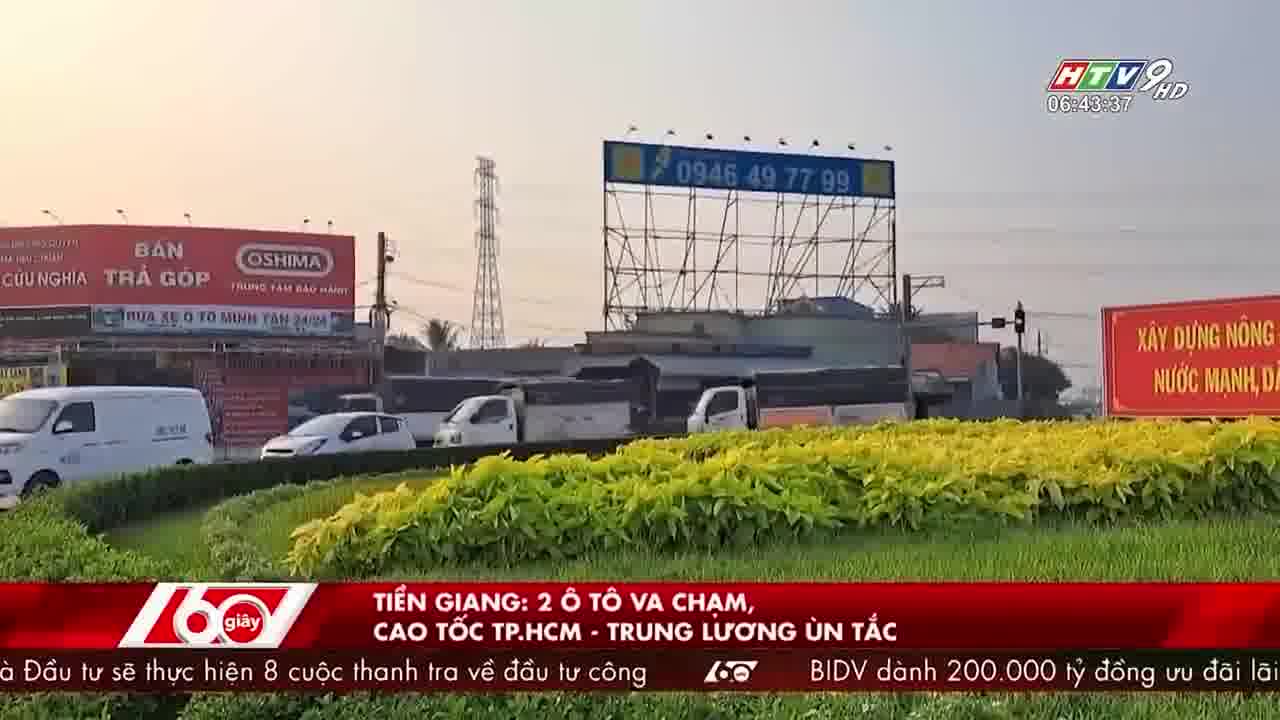 HTV9 HD
06:43:37
0946 49 77 99
CỨU NGHĨA
BÁN
TRẢ GÓP
OSHIMA
TRUNG TÂM BẢO HÀNH
RỬA XE Ô TÔ MINH TÂN 24/24
XÂY DỰNG NÔNG
NƯỚC MẠNH, DÂ
60 giây
TIỀN GIANG: 2 Ô TÔ VA CHẠM,
CAO TỐC TP.HCM - TRUNG LƯƠNG ÙN TẮC
à Đầu tư sẽ thực hiện 8 cuộc thanh tra về đầu tư công 60 giây BIDV dành 200.000 tỷ đồng ưu đãi lãi